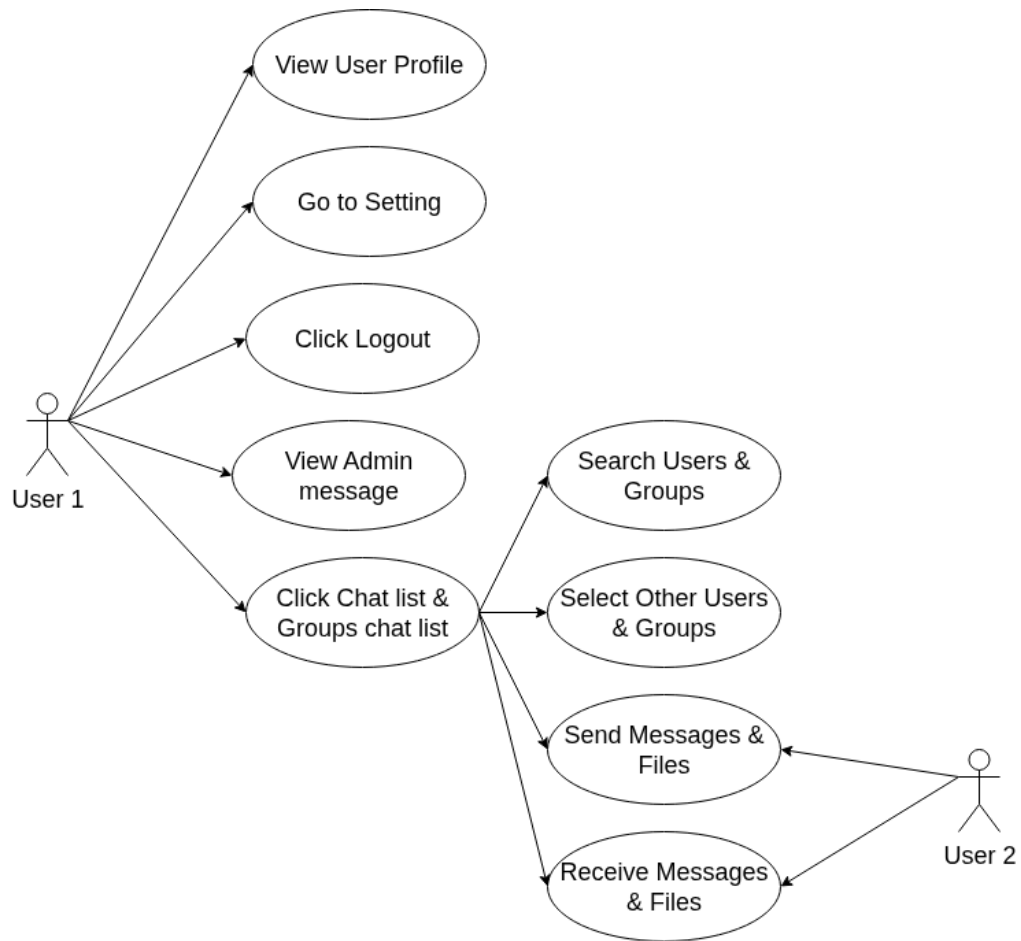 View User Profile
Go to Setting
Click Logout
User 1
View Admin
message
Click Chat list &
Groups chat list
Search Users &
Groups
Select Other Users
& Groups
Send Messages &
Files
Receive Messages
& Files
User 2